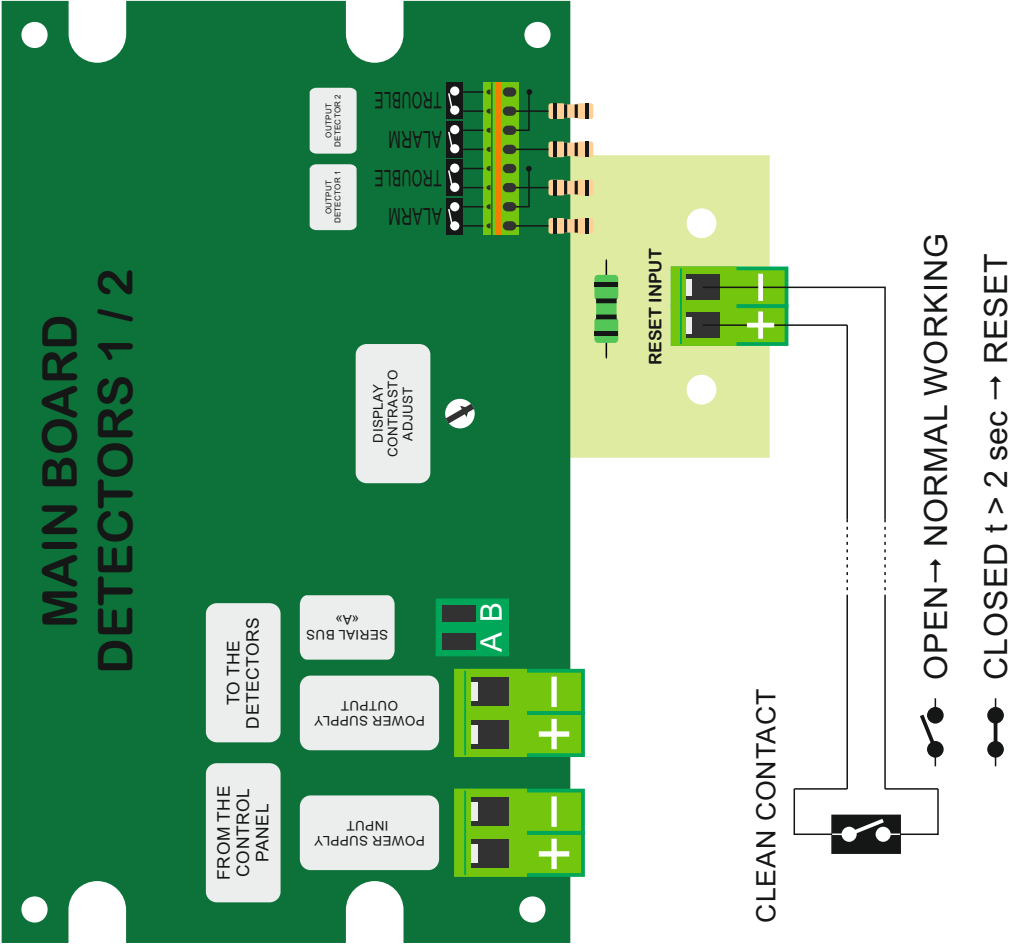 MAIN BOARD
DETECTORS 1 / 2
OUTPUT
DETECTOR 2
OUTPUT
DETECTOR 1
TROUBLE
ALARM
TROUBLE
ALARM
DISPLAY
CONTRASTO
ADJUST
RESET INPUT
− +
TO THE
DETECTORS
FROM THE
CONTROL
PANEL
SERIAL BUS
«A»
A B
POWER SUPPLY
OUTPUT
+ −
POWER SUPPLY
INPUT
+ −
CLEAN CONTACT
OPEN→ NORMAL WORKING
CLOSED t > 2 sec → RESET